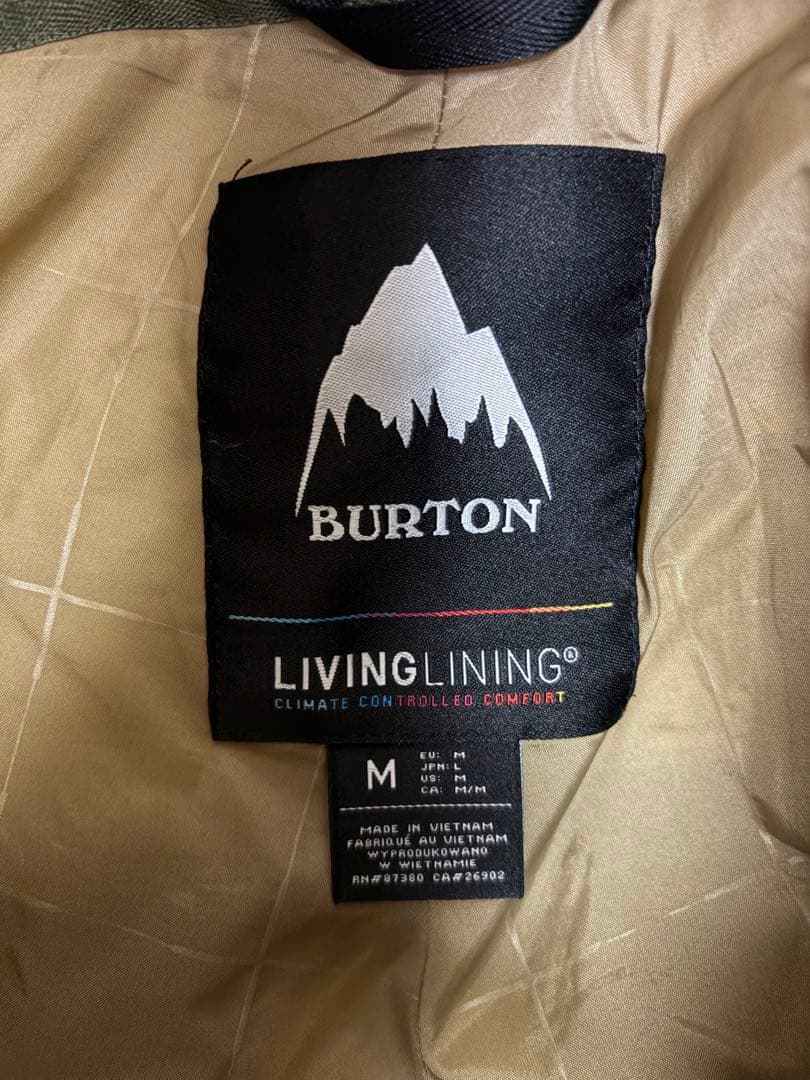 BURTON
LIVINGLINING®
CLIMATE CONTROLLED COMFORT
M
EU: M
JPN: L
US: M
CA: M/M
MADE IN VIETNAM
FABRIQUÉ AU VIETNAM
WYPRODUKOWANO
W WIETNAMIE
RN#87380 CA#26902